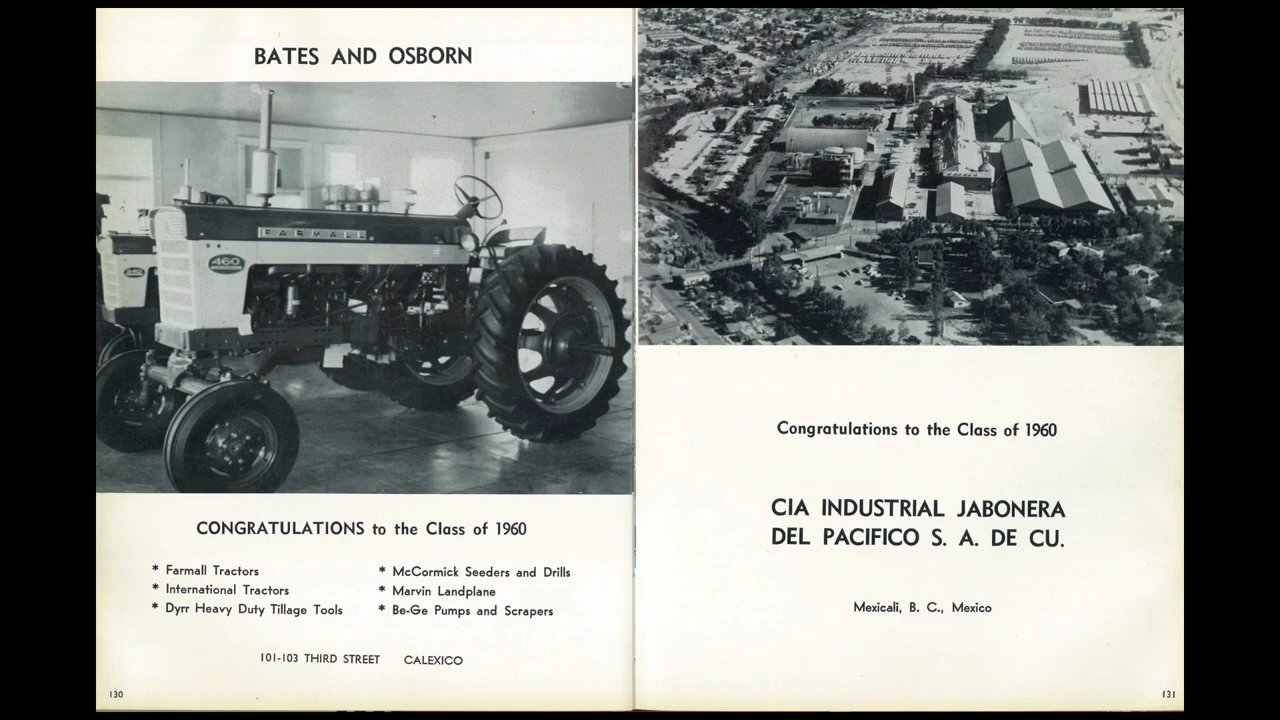 BATES AND OSBORN
FARMALL
460
CONGRATULATIONS to the Class of 1960
* Farmall Tractors
* International Tractors
* Dyrr Heavy Duty Tillage Tools
* McCormick Seeders and Drills
* Marvin Landplane
* Be-Ge Pumps and Scrapers
101-103 THIRD STREET CALEXICO
130
Congratulations to the Class of 1960
CIA INDUSTRIAL JABONERA
DEL PACIFICO S. A. DE CU.
Mexicali, B. C., Mexico
131